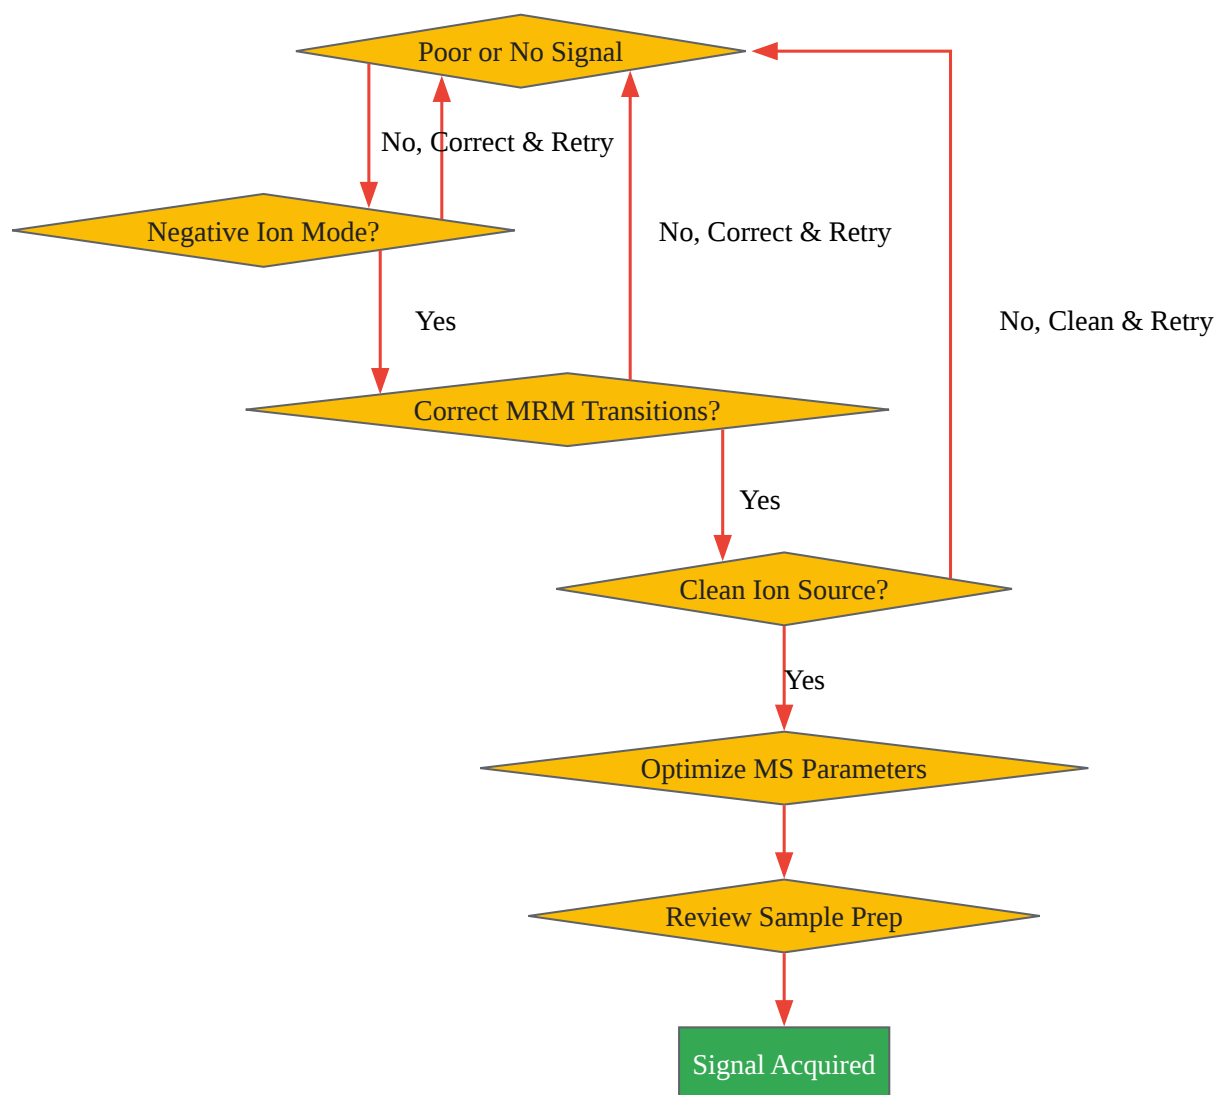 Poor or No Signal
No, Correct & Retry
Negative Ion Mode?
No, Correct & Retry
Yes
No, Clean & Retry
Correct MRM Transitions?
Yes
Clean Ion Source?
Yes
Optimize MS Parameters
Review Sample Prep
Signal Acquired